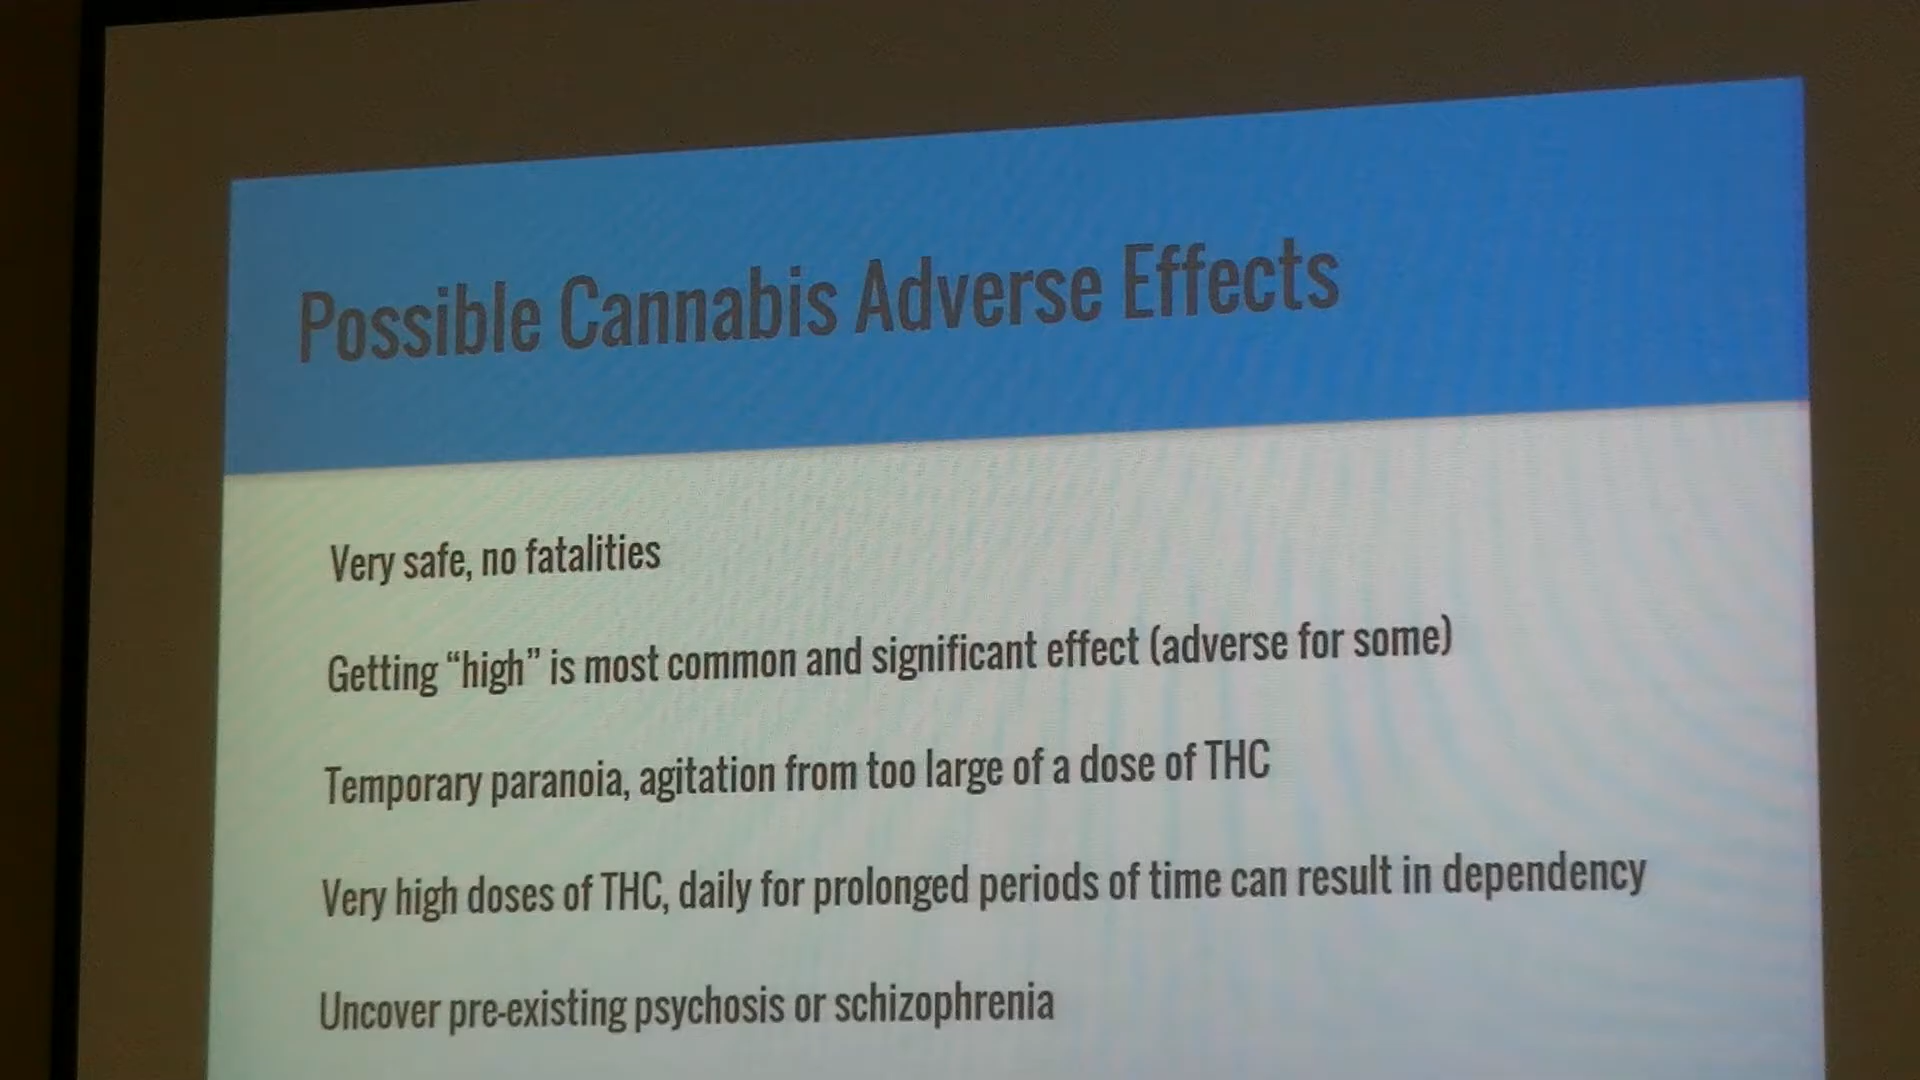 Possible Cannabis Adverse Effects
Very safe, no fatalities
Getting “high” is most common and significant effect (adverse for some)
Temporary paranoia, agitation from too large of a dose of THC
Very high doses of THC, daily for prolonged periods of time can result in dependency
Uncover pre-existing psychosis or schizophrenia